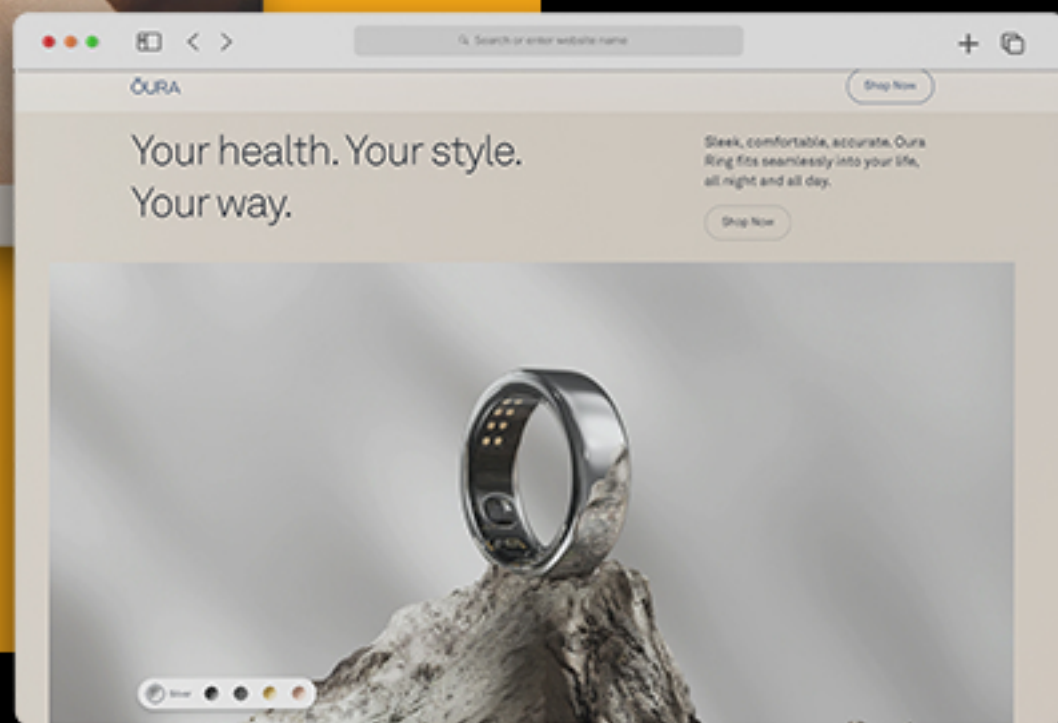 Search or enter website name
ŌURA
Shop Now
Your health. Your style.
Your way.
Sleek, comfortable, accurate. Oura
Ring fits seamlessly into your life,
all night and all day.
Shop Now
Silver